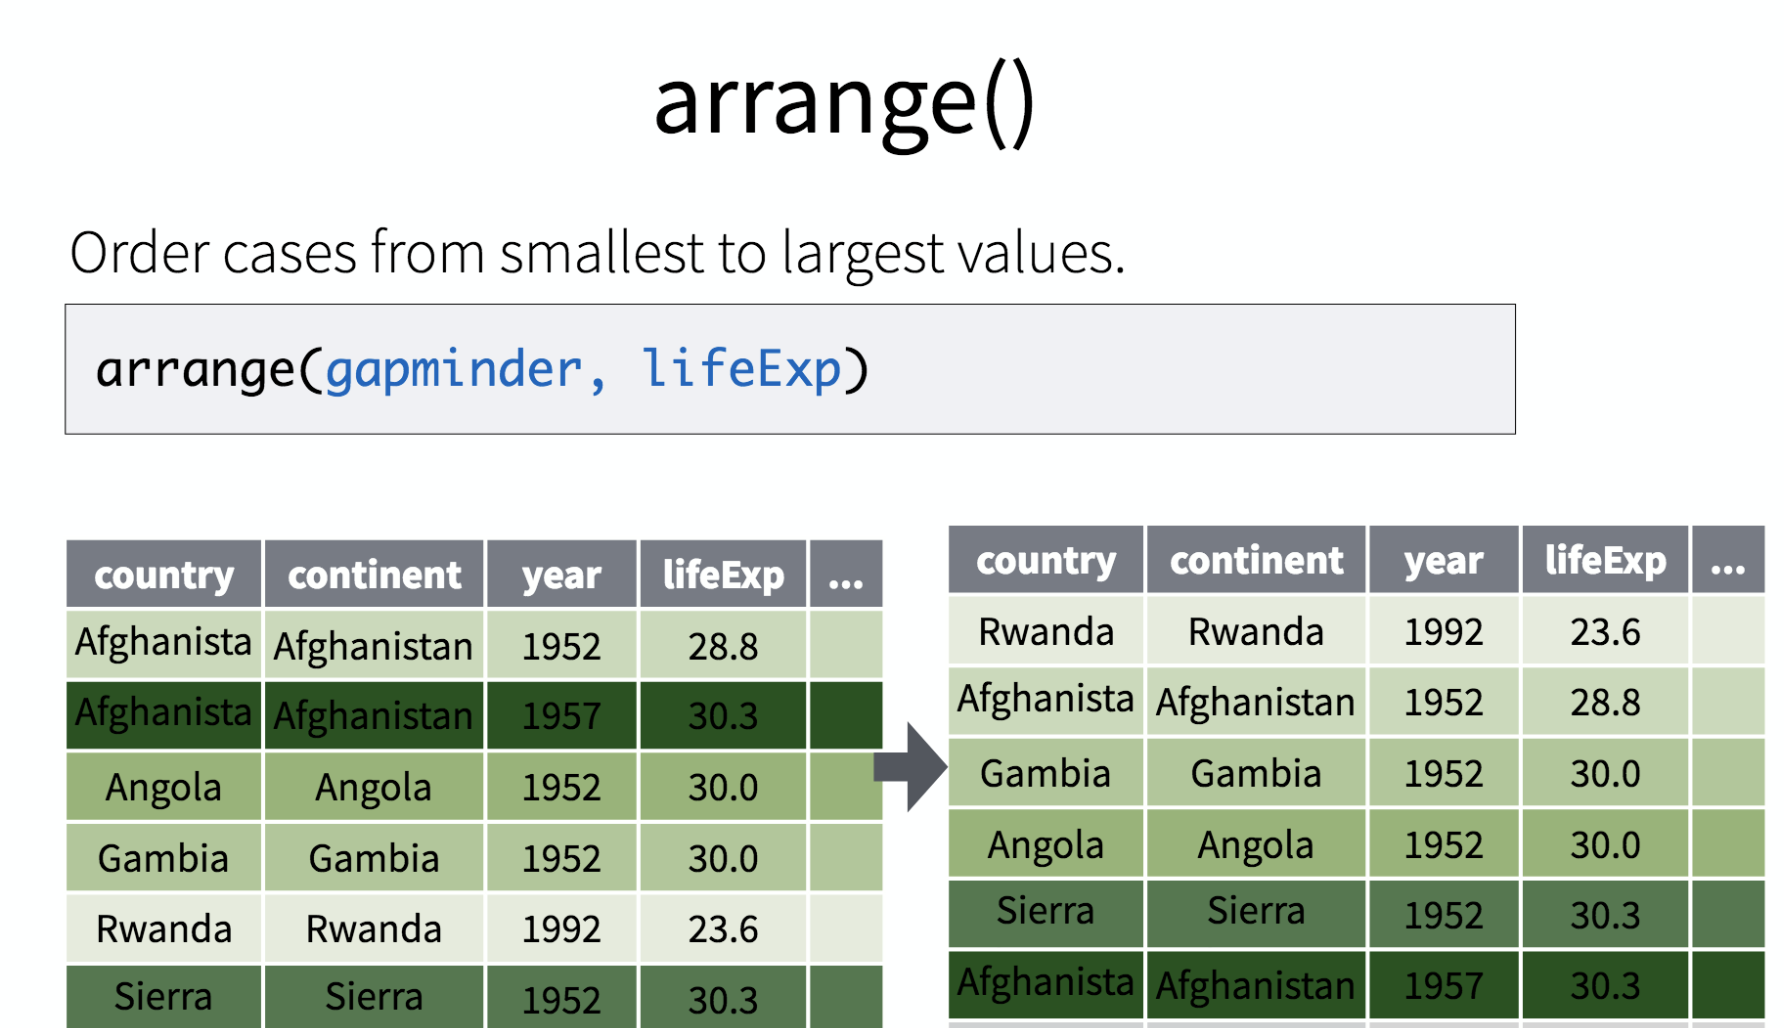 arrange()
Order cases from smallest to largest values.
arrange(gapminder, lifeExp)
country continent year lifeExp ...
Afghanista Afghanistan 1952 28.8
Afghanista Afghanistan 1957 30.3
Angola Angola 1952 30.0
Gambia Gambia 1952 30.0
Rwanda Rwanda 1992 23.6
Sierra Sierra 1952 30.3
country continent year lifeExp ...
Rwanda Rwanda 1992 23.6
Afghanista Afghanistan 1952 28.8
Gambia Gambia 1952 30.0
Angola Angola 1952 30.0
Sierra Sierra 1952 30.3
Afghanista Afghanistan 1957 30.3